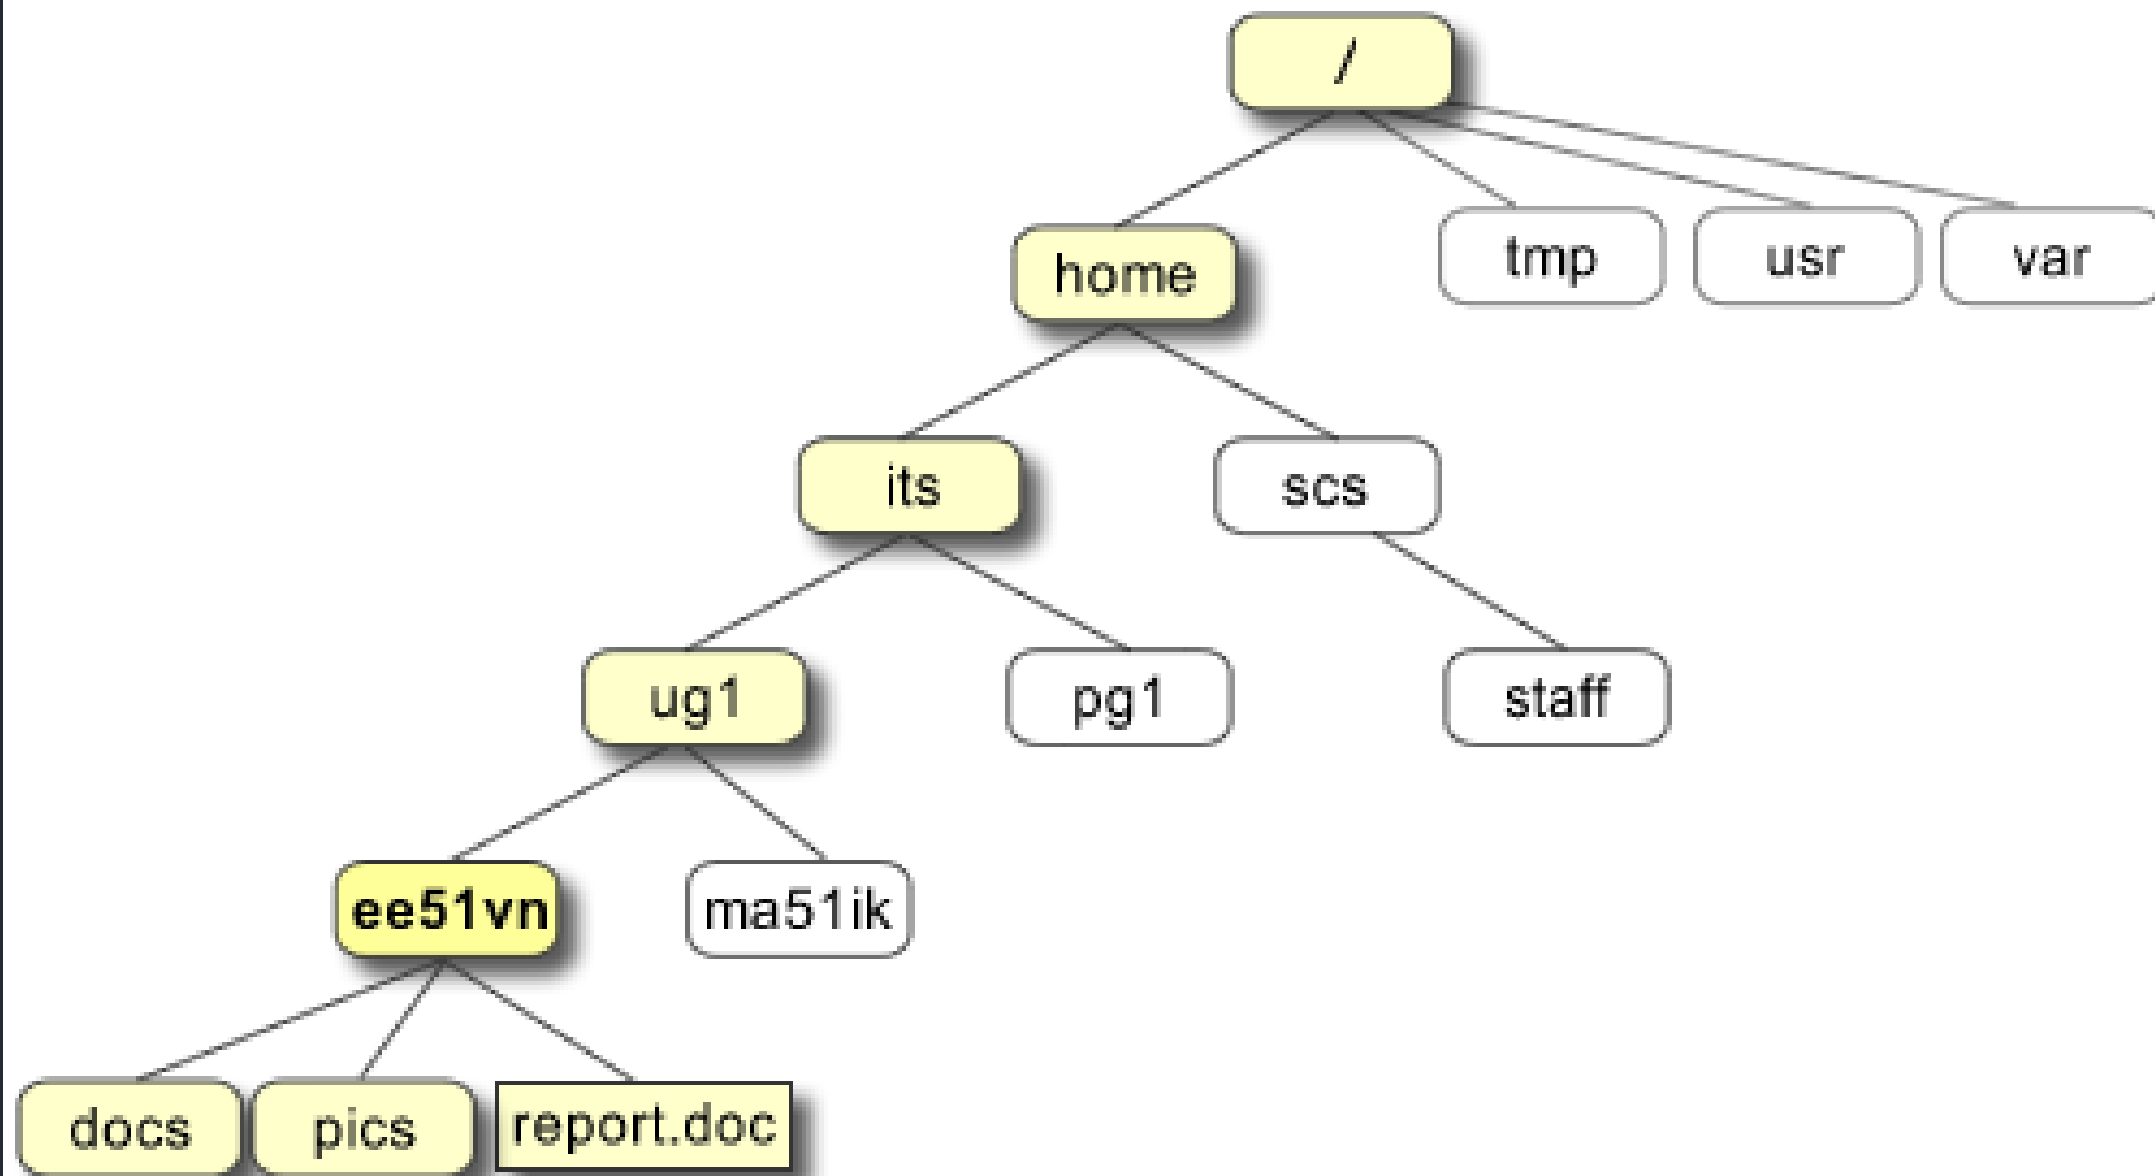 /
home
tmp
usr
var
its
scs
ug1
pg1
staff
ee51vn
ma51ik
docs
pics
report.doc